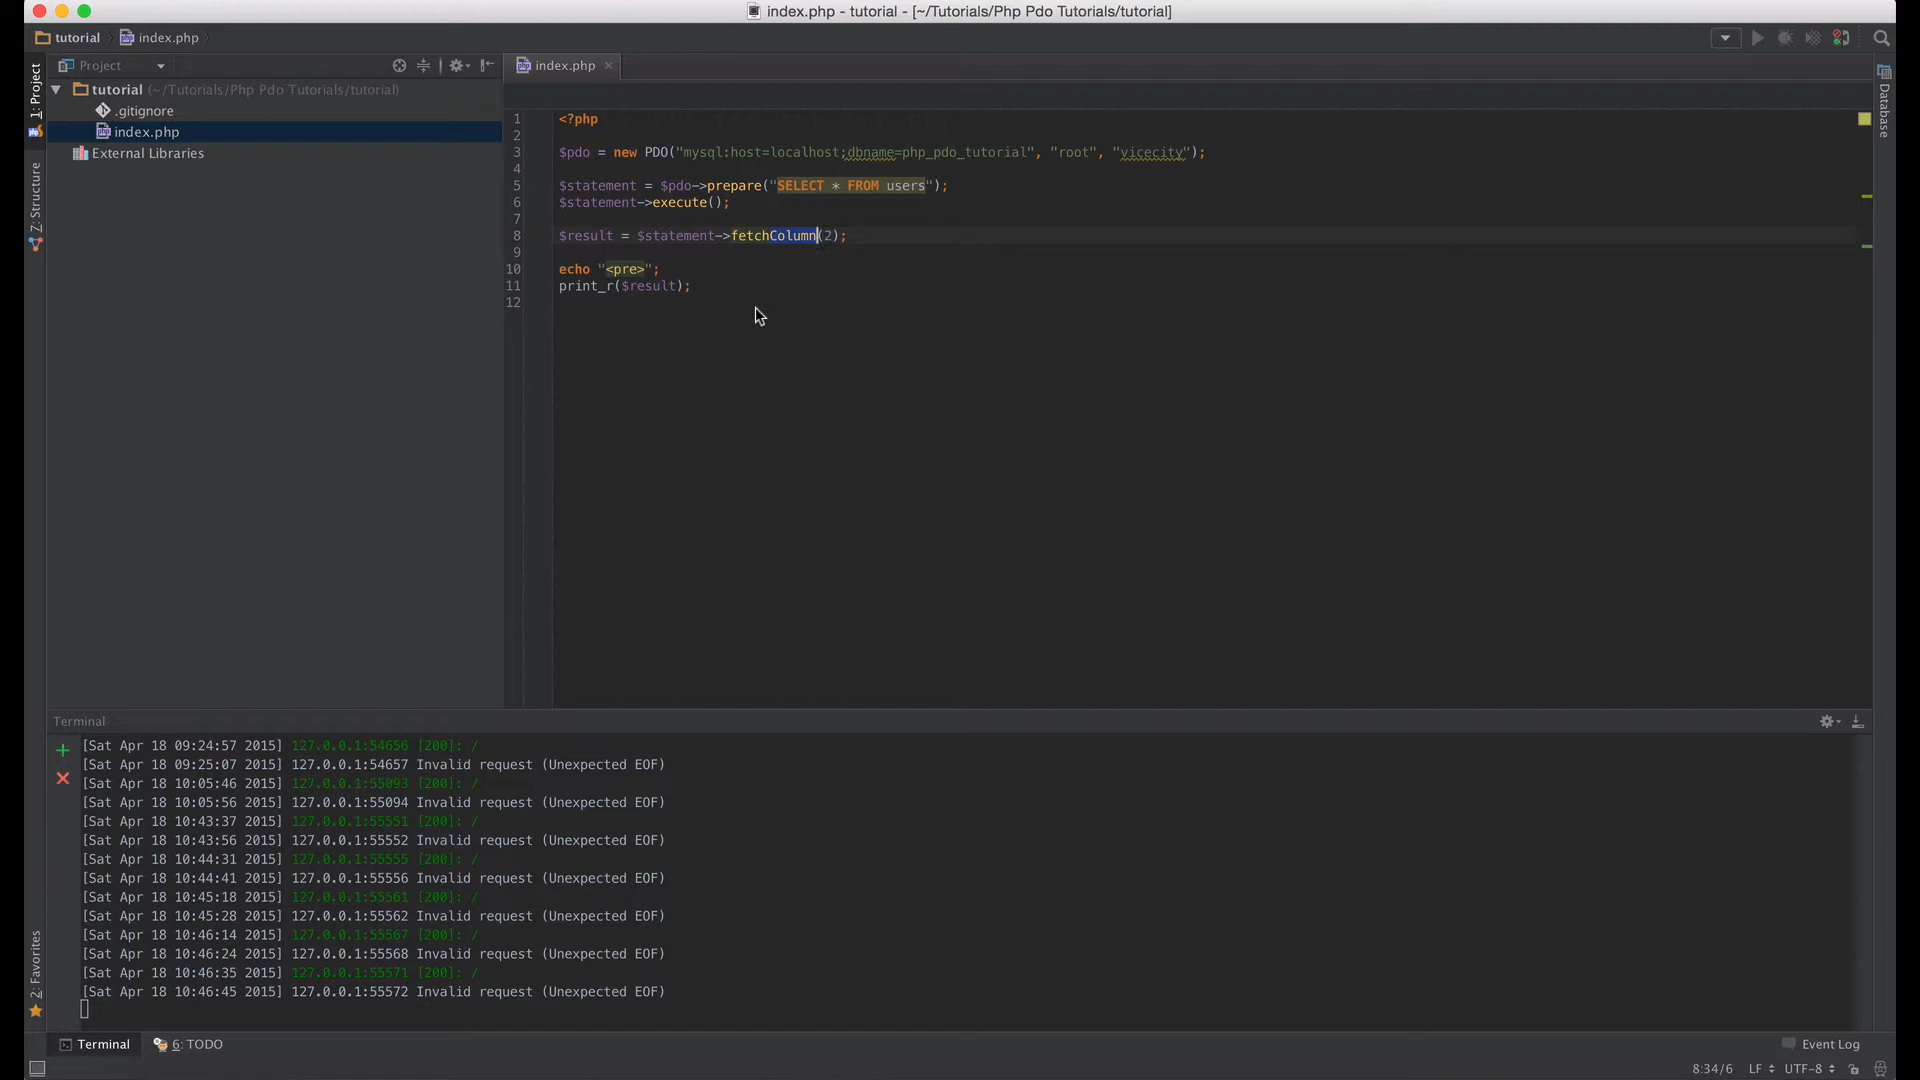 index.php - tutorial - [~/Tutorials/Php Pdo Tutorials/tutorial]
tutorial index.php
1: Project
Z: Structure
2: Favorites
Project
tutorial (~/Tutorials/Php Pdo Tutorials/tutorial)
.gitignore
index.php
External Libraries
index.php
Database
1 <?php
2
3 $pdo = new PDO("mysql:host=localhost;dbname=php_pdo_tutorial", "root", "vicecity");
4
5 $statement = $pdo->prepare("SELECT * FROM users");
6 $statement->execute();
7
8 $result = $statement->fetchColumn(2);
9
10 echo "<pre>";
11 print_r($result);
12
Terminal
[Sat Apr 18 09:24:57 2015] 127.0.0.1:54656 [200]: /
[Sat Apr 18 09:25:07 2015] 127.0.0.1:54657 Invalid request (Unexpected EOF)
[Sat Apr 18 10:05:46 2015] 127.0.0.1:55093 [200]: /
[Sat Apr 18 10:05:56 2015] 127.0.0.1:55094 Invalid request (Unexpected EOF)
[Sat Apr 18 10:43:37 2015] 127.0.0.1:55551 [200]: /
[Sat Apr 18 10:43:56 2015] 127.0.0.1:55552 Invalid request (Unexpected EOF)
[Sat Apr 18 10:44:31 2015] 127.0.0.1:55555 [200]: /
[Sat Apr 18 10:44:41 2015] 127.0.0.1:55556 Invalid request (Unexpected EOF)
[Sat Apr 18 10:45:18 2015] 127.0.0.1:55561 [200]: /
[Sat Apr 18 10:45:28 2015] 127.0.0.1:55562 Invalid request (Unexpected EOF)
[Sat Apr 18 10:46:14 2015] 127.0.0.1:55567 [200]: /
[Sat Apr 18 10:46:24 2015] 127.0.0.1:55568 Invalid request (Unexpected EOF)
[Sat Apr 18 10:46:35 2015] 127.0.0.1:55571 [200]: /
[Sat Apr 18 10:46:45 2015] 127.0.0.1:55572 Invalid request (Unexpected EOF)
Terminal 6: TODO Event Log
8:34/6 LF UTF-8